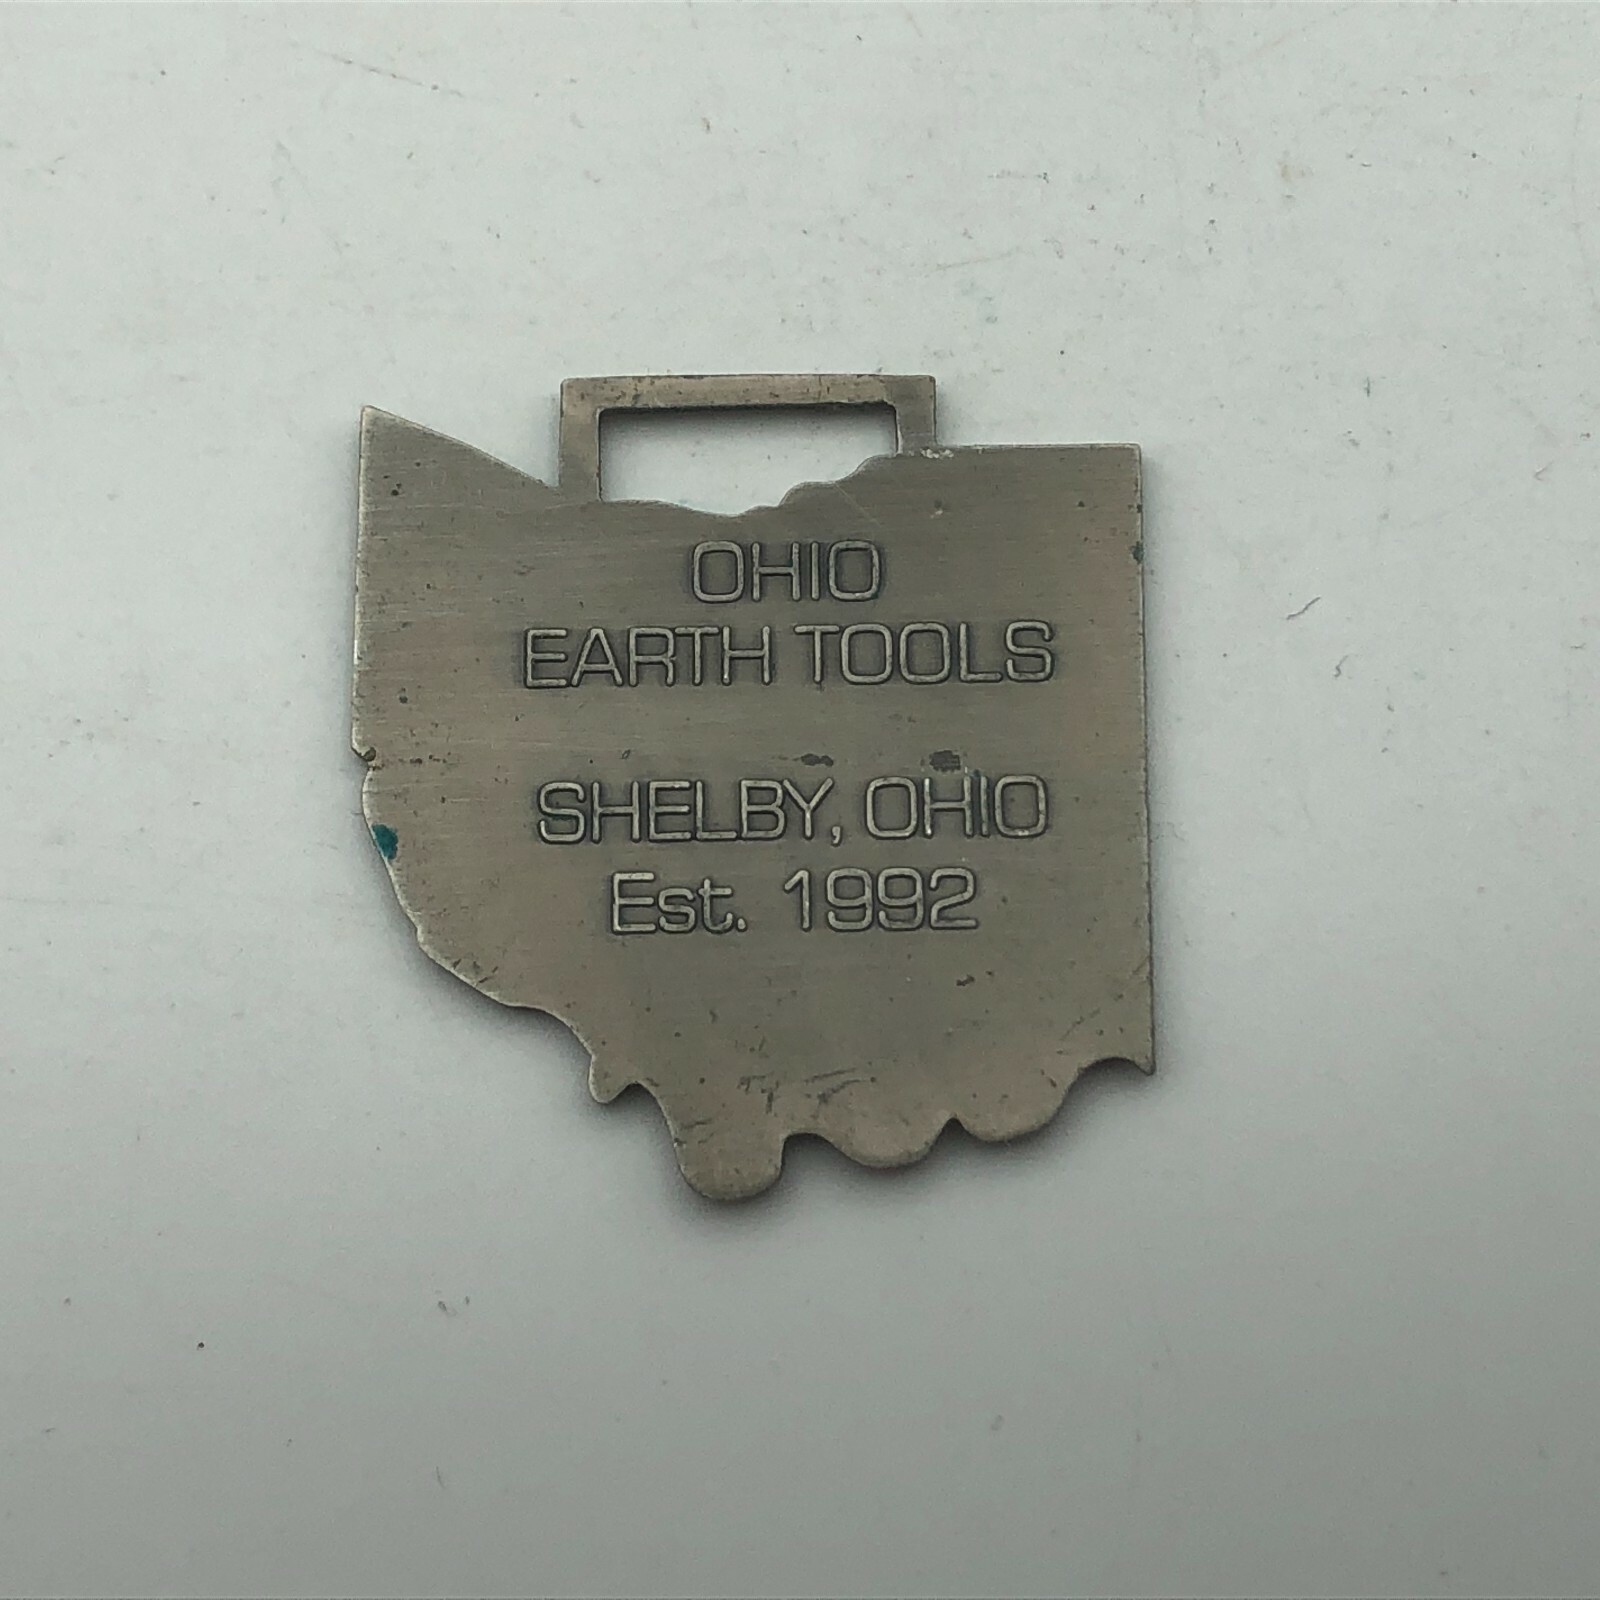 OHIO
EARTH TOOLS
SHELBY, OHIO
Est. 1992